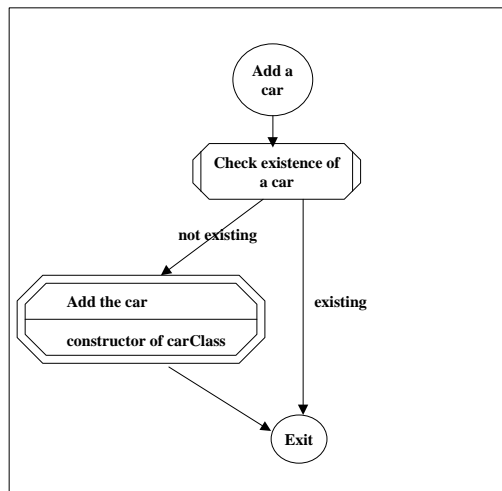 Add a
car
Check existence of
a car
not existing
existing
Add the car
constructor of carClass
Exit